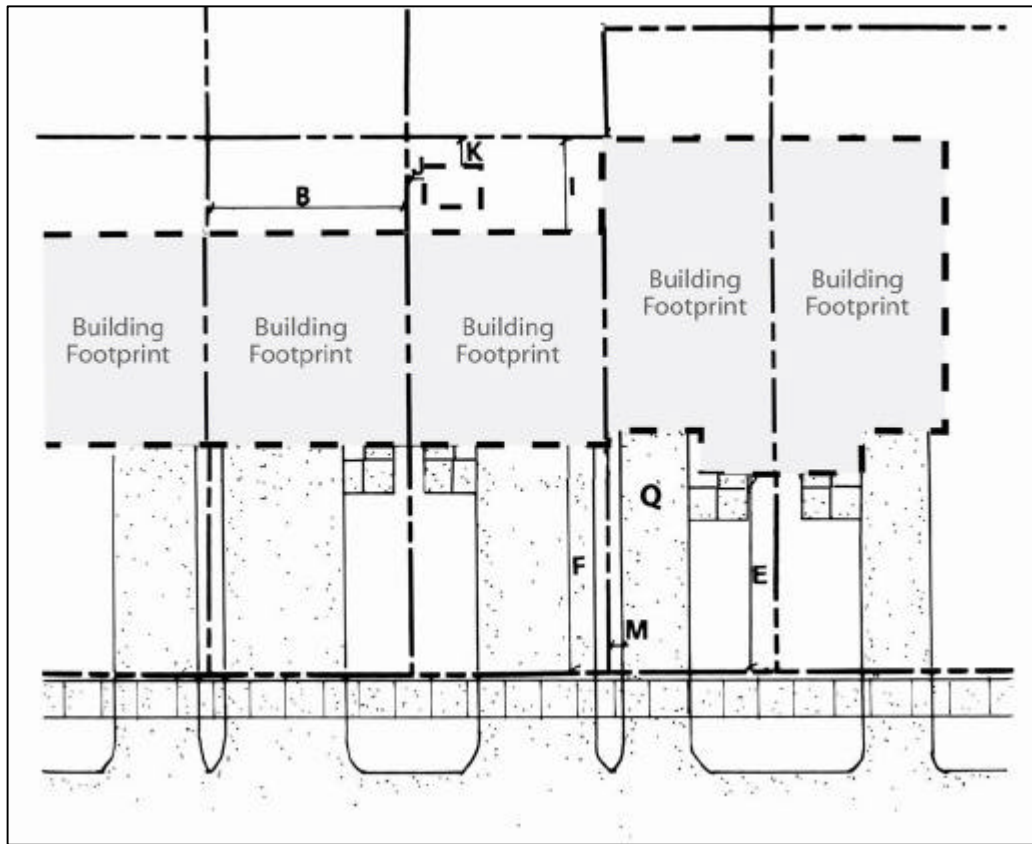 K
J
B
I
Building
Footprint
Building
Footprint
Building
Footprint
Building
Footprint
Building
Footprint
Q
F
E
M